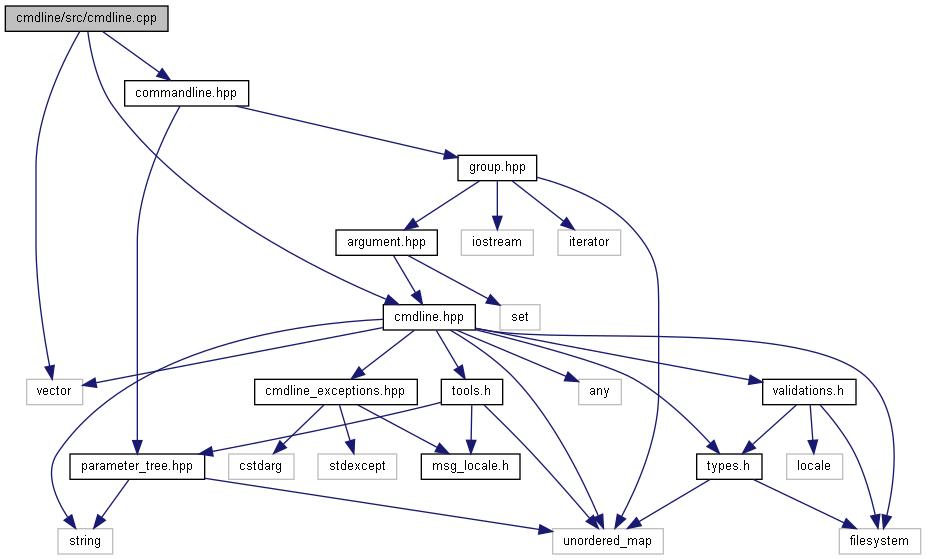 cmdline/src/cmdline.cpp
commandline.hpp
group.hpp
argument.hpp
iostream
iterator
cmdline.hpp
set
vector
cmdline_exceptions.hpp
tools.h
any
validations.h
parameter_tree.hpp
cstdarg
stdexcept
msg_locale.h
types.h
locale
string
unordered_map
filesystem